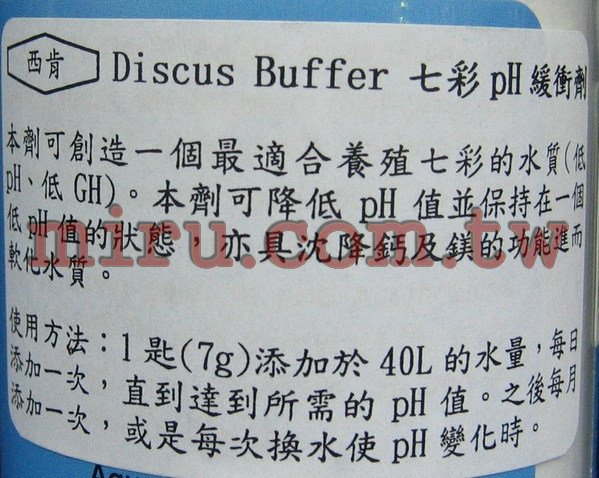 西肯 Discus Buffer 七彩 pH 緩衝劑
本劑可創造一個最適合養殖七彩的水質(低
pH、低 GH)。本劑可降低 pH 值並保持在一個
低 pH 值的狀態，亦具沈降鈣及鎂的功能進而
軟化水質。
miru.com.tw
使用方法：1 匙(7g)添加於 40L 的水量，每日
添加一次，直到達到所需的 pH 值。之後每月
添加一次，或是每次換水使 pH 變化時。